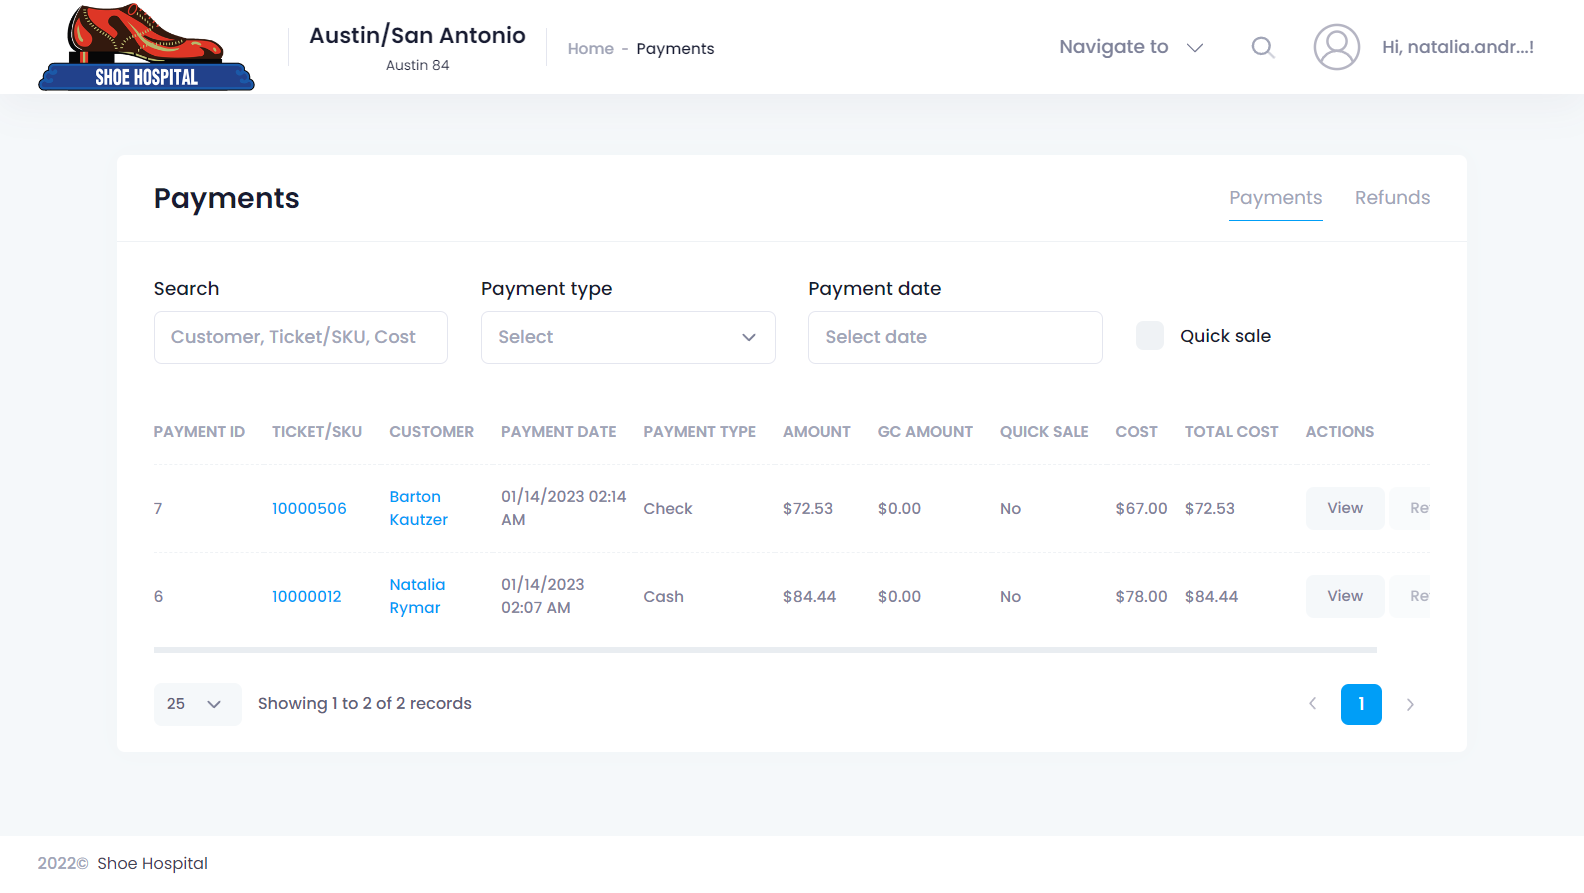 SHOE HOSPITAL
Austin/San Antonio
Austin 84
Home - Payments
Navigate to
Hi, natalia.andr...!
Payments
Payments Refunds
Search Payment type Payment date
Customer, Ticket/SKU, Cost Select Select date Quick sale
PAYMENT ID TICKET/SKU CUSTOMER PAYMENT DATE PAYMENT TYPE AMOUNT GC AMOUNT QUICK SALE COST TOTAL COST ACTIONS
7 10000506 Barton Kautzer 01/14/2023 02:14 AM Check $72.53 $0.00 No $67.00 $72.53 View Re
6 10000012 Natalia Rymar 01/14/2023 02:07 AM Cash $84.44 $0.00 No $78.00 $84.44 View Re
25 Showing 1 to 2 of 2 records 1
2022© Shoe Hospital